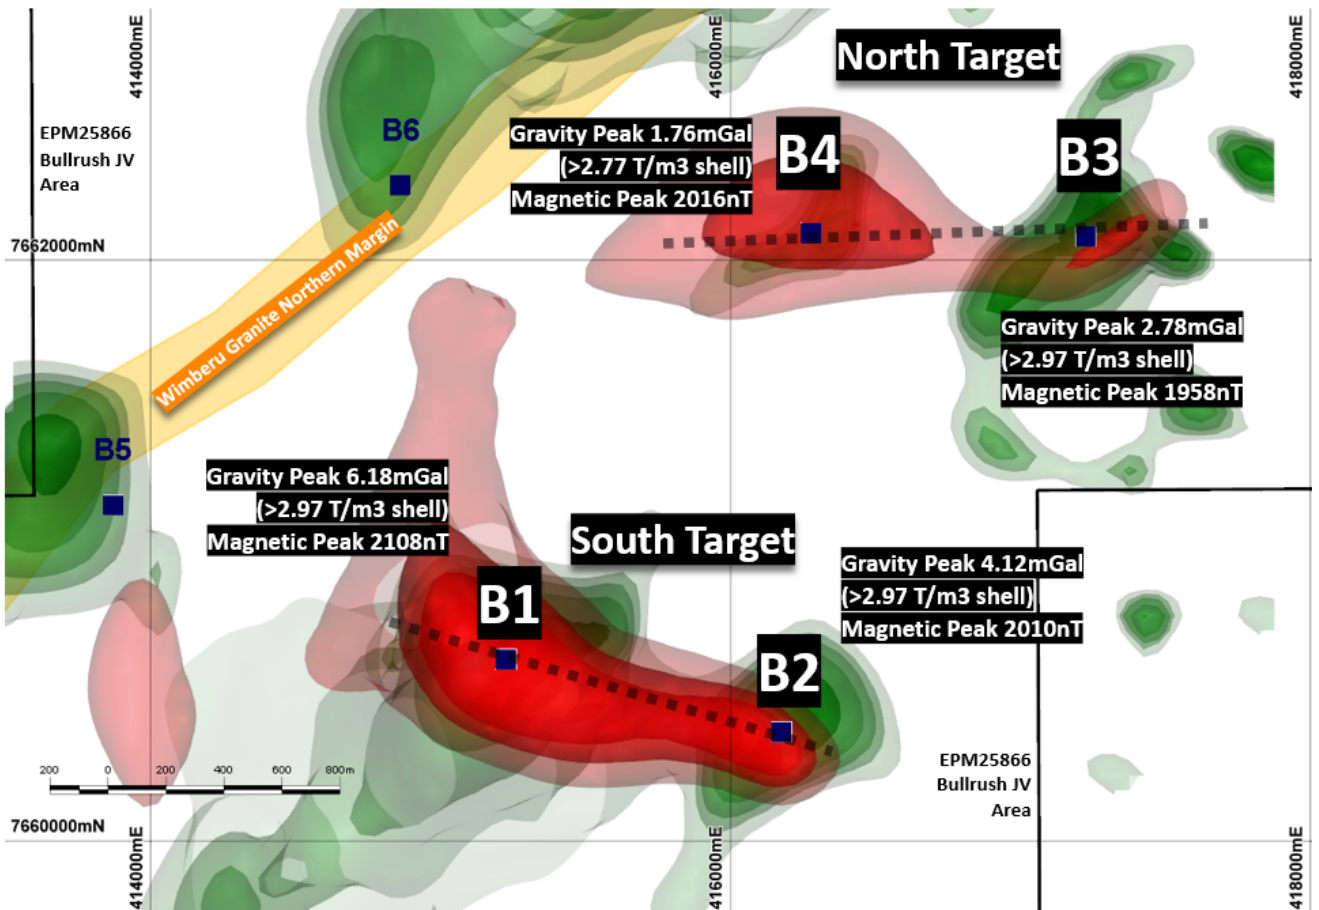 414000mE
416000mE
418000mE
North Target
EPM25866
Bullrush JV
Area
B6
Gravity Peak 1.76mGal
(>2.77 T/m3 shell)
Magnetic Peak 2016nT
B4
B3
7662000mN
Wimberu Granite Northern Margin
Gravity Peak 2.78mGal
(>2.97 T/m3 shell)
Magnetic Peak 1958nT
B5
Gravity Peak 6.18mGal
(>2.97 T/m3 shell)
Magnetic Peak 2108nT
South Target
Gravity Peak 4.12mGal
(>2.97 T/m3 shell)
Magnetic Peak 2010nT
B1
B2
EPM25866
Bullrush JV
Area
200 0 200 400 600 800m
7660000mN
414000mE
416000mE
418000mE